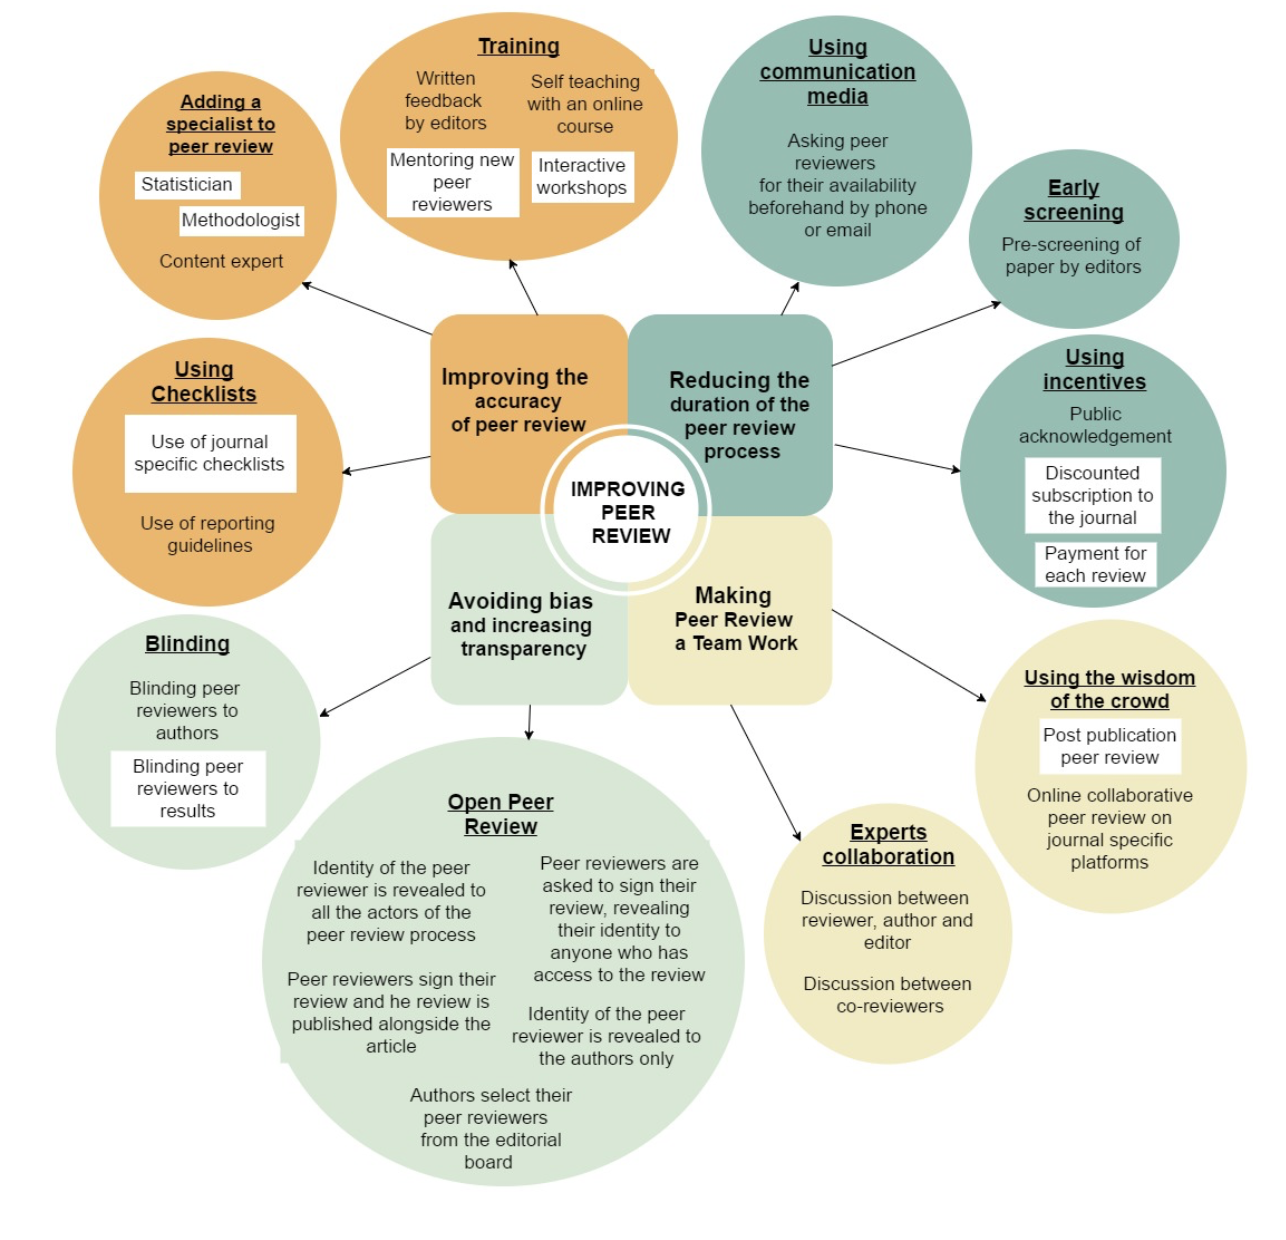 Training
Written
feedback
by editors
Self teaching
with an online
course
Mentoring new
peer
reviewers
Interactive
workshops
Adding a
specialist to
peer review
Statistician
Methodologist
Content expert
Using
communication
media
Asking peer
reviewers
for their availability
beforehand by phone
or email
Early
screening
Pre-screening of
paper by editors
Using
Checklists
Use of journal
specific checklists
Use of reporting
guidelines
Improving the
accuracy
of peer review
Reducing the
duration of the
peer review
process
Using
incentives
Public
acknowledgement
Discounted
subscription to
the journal
Payment for
each review
IMPROVING
PEER
REVIEW
Avoiding bias
and increasing
transparency
Making
Peer Review
a Team Work
Blinding
Blinding peer
reviewers to
authors
Blinding peer
reviewers to
results
Using the wisdom
of the crowd
Post publication
peer review
Online collaborative
peer review on
journal specific
platforms
Open Peer
Review
Identity of the peer
reviewer is revealed to
all the actors of the
peer review process
Peer reviewers are
asked to sign their
review, revealing
their identity to
anyone who has
access to the review
Peer reviewers sign their
review and he review is
published alongside the
article
Identity of the peer
reviewer is revealed to
the authors only
Authors select their
peer reviewers
from the editorial
board
Experts
collaboration
Discussion between
reviewer, author and
editor
Discussion between
co-reviewers